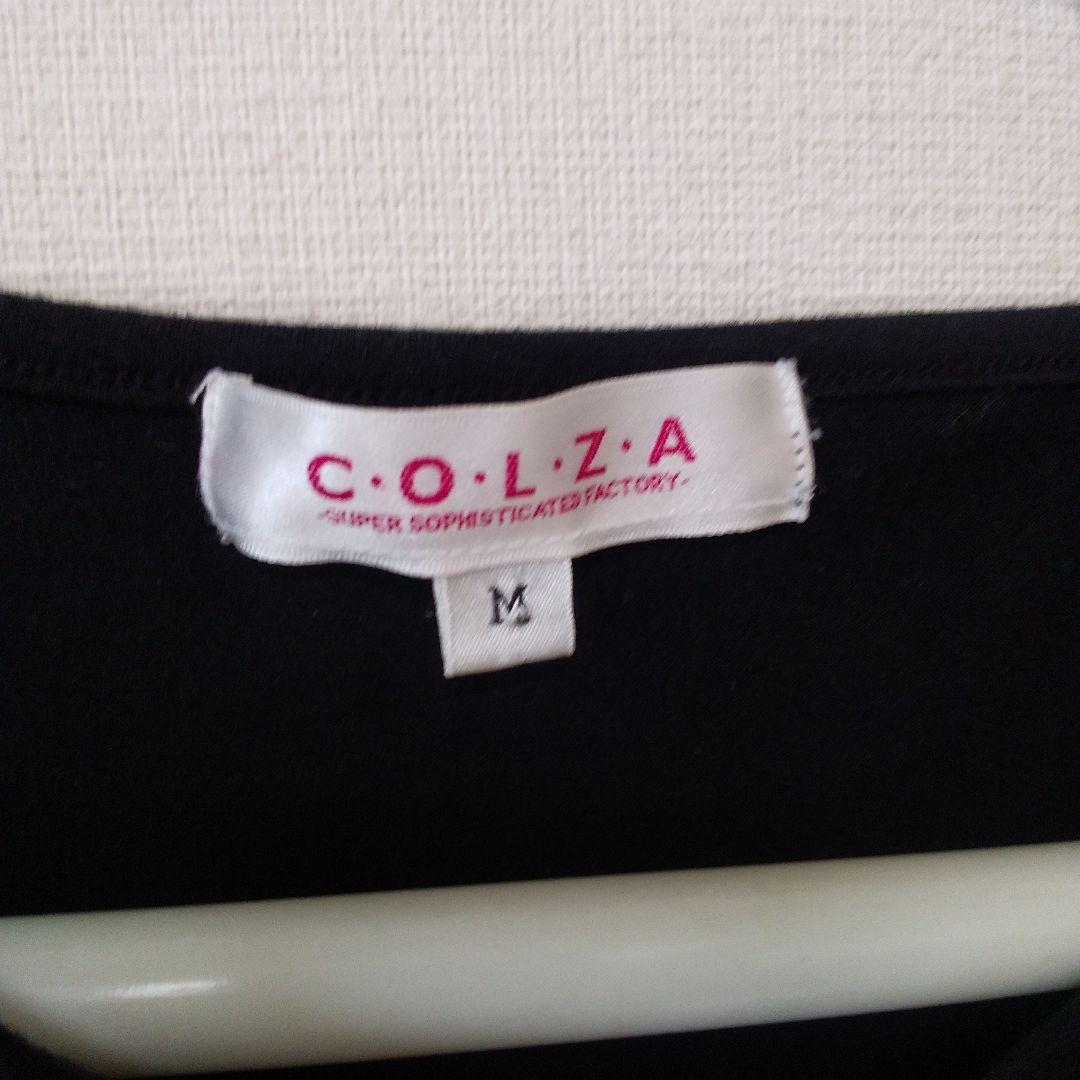 C·O·L·Z·A
-SUPER SOPHISTICATED FACTORY-
M